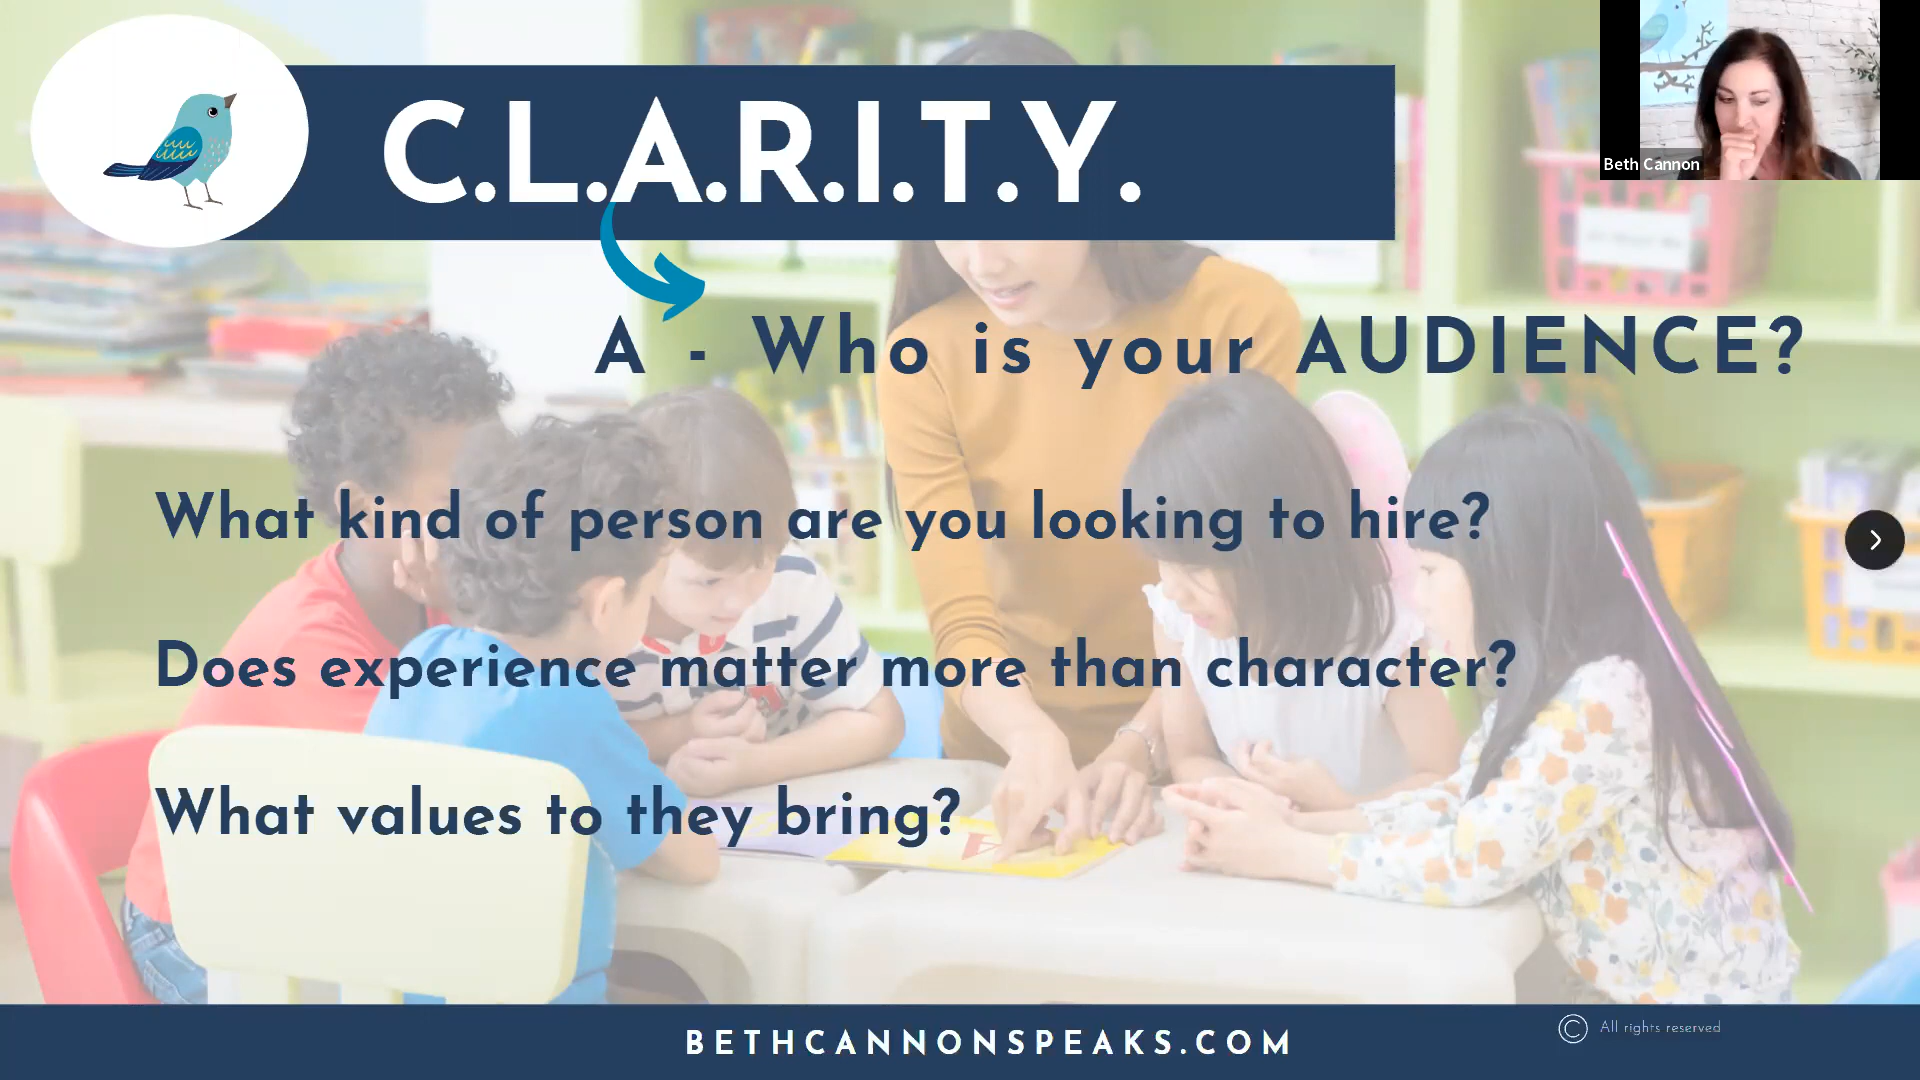 C.L.A.R.I.T.Y.
Beth Cannon
A - Who is your AUDIENCE?
What kind of person are you looking to hire?
Does experience matter more than character?
What values to they bring?
BETHCANNONSPEAKS.COM
© All rights reserved